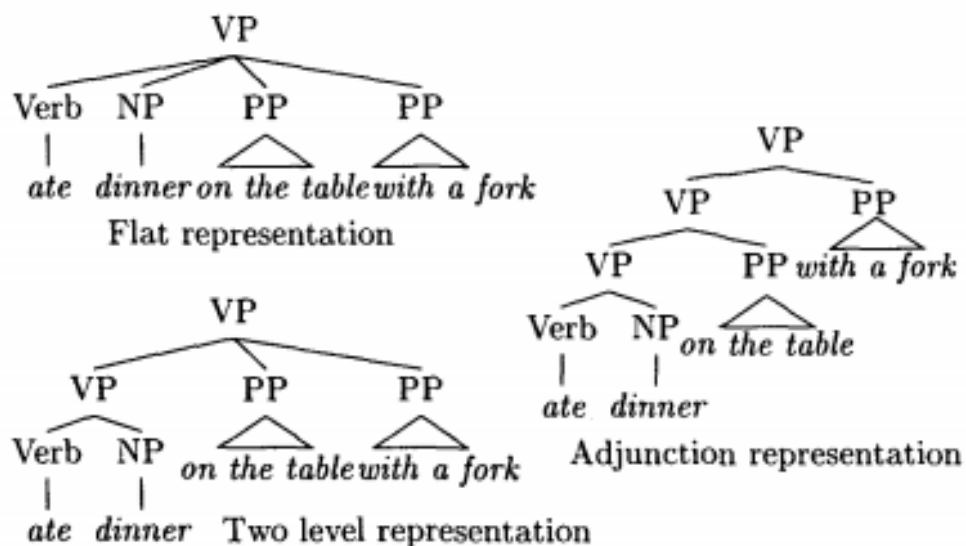 VP
Verb NP PP PP
ate dinner on the table with a fork
Flat representation
VP
VP PP PP
Verb NP
on the table with a fork
ate dinner
Two level representation
VP
VP PP
VP PP with a fork
Verb NP on the table
ate dinner
Adjunction representation